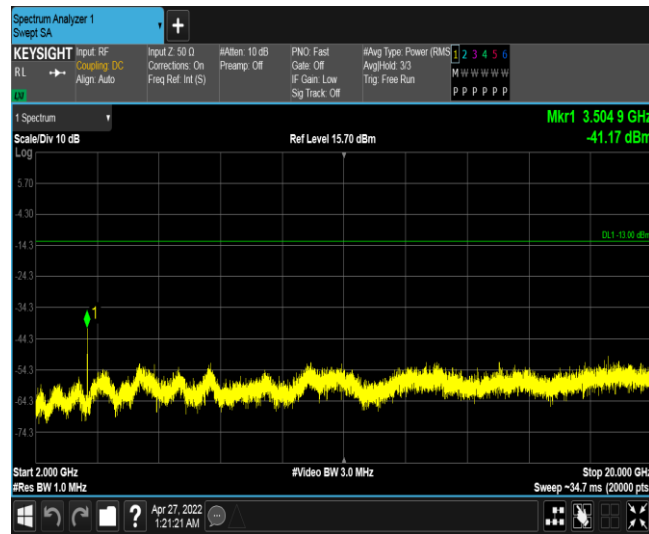 Spectrum Analyzer 1
Swept SA
+
KEYSIGHT
RL
Input: RF
Coupling: DC
Align: Auto
Input Z: 50 Ω
Corrections: On
Freq Ref: Int (S)
#Atten: 10 dB
Preamp: Off
PNO: Fast
Gate: Off
IF Gain: Low
Sig Track: Off
#Avg Type: Power (RMS
Avg|Hold: 3/3
Trig: Free Run
1 2 3 4 5 6
M W W W W W
P P P P P P
1 Spectrum
Scale/Div 10 dB
Log
Ref Level 15.70 dBm
Mkr1 3.504 9 GHz
-41.17 dBm
5.70
-4.30
DL1 -13.00 dBm
-14.3
-24.3
-34.3
1
-44.3
-54.3
-64.3
-74.3
Start 2.000 GHz
#Res BW 1.0 MHz
#Video BW 3.0 MHz
Stop 20.000 GHz
Sweep ~34.7 ms (20000 pts
?
Apr 27, 2022
1:21:21 AM